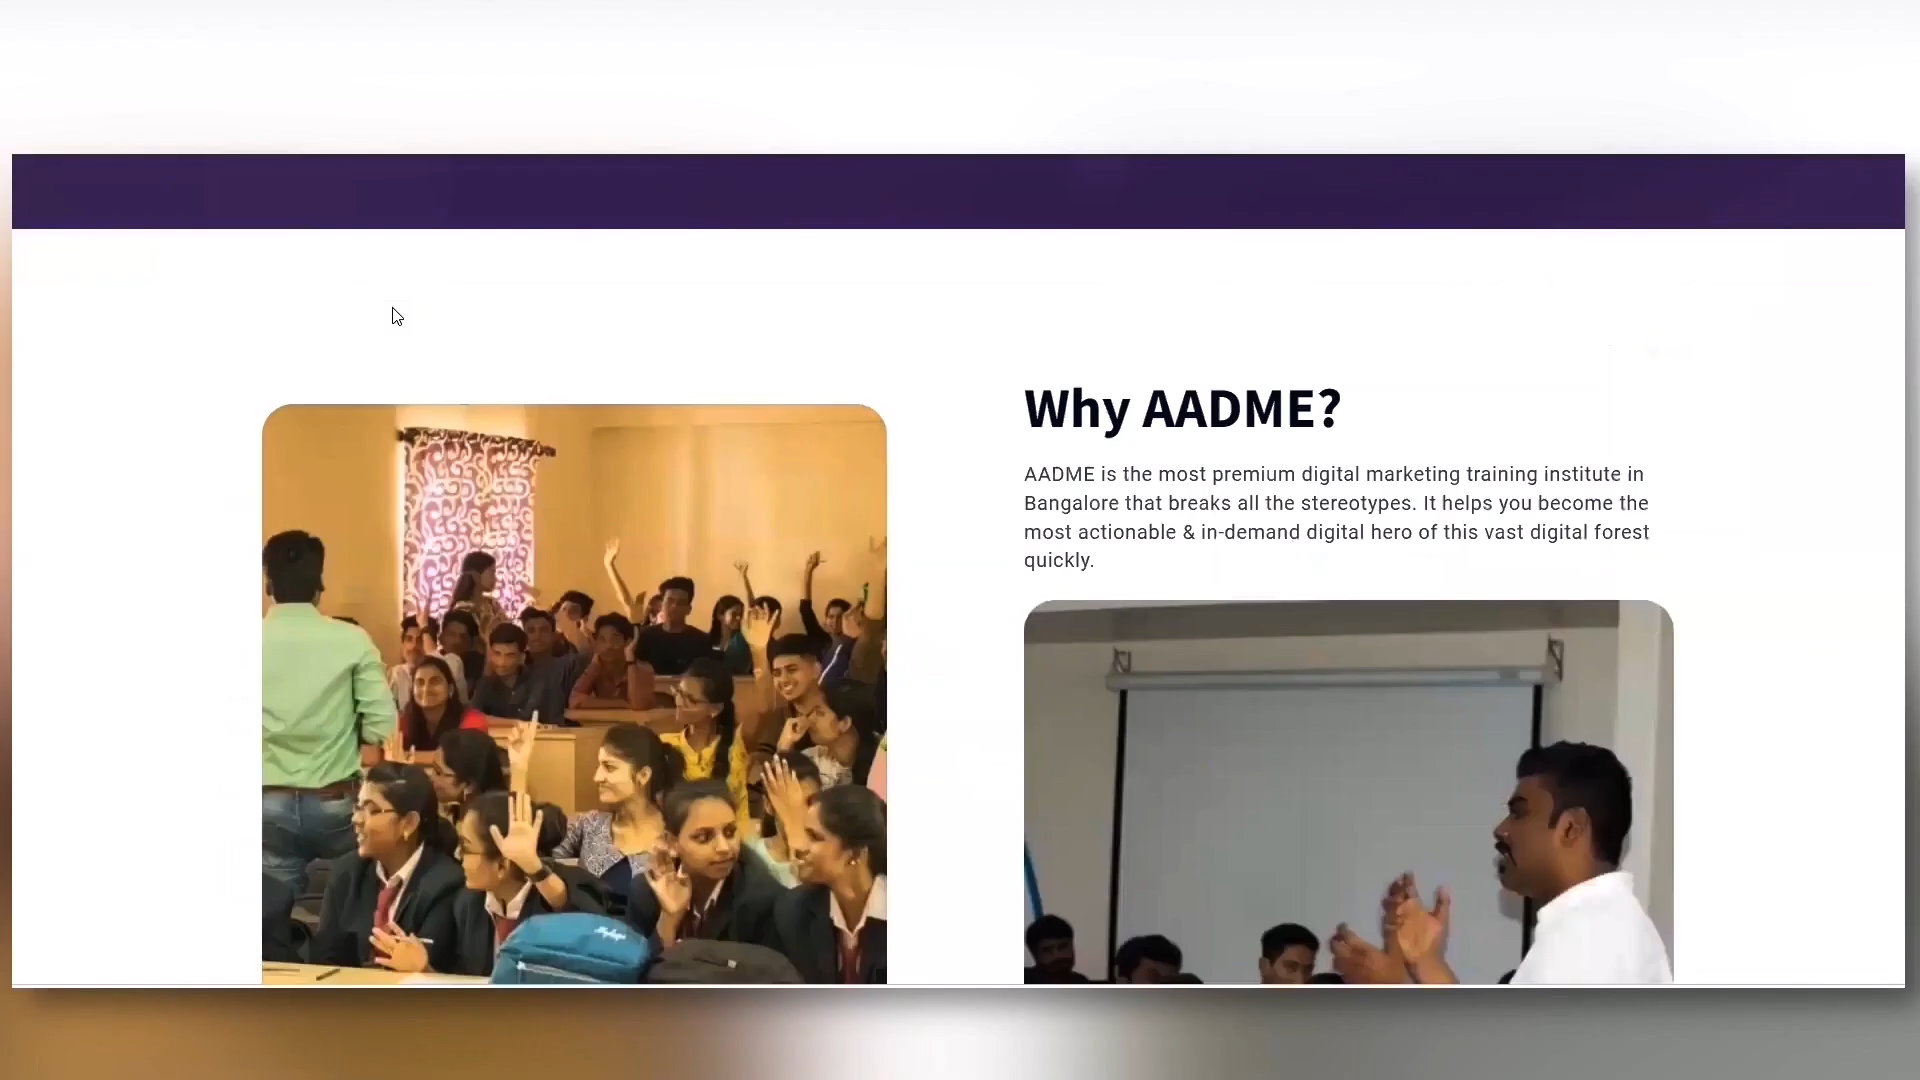 Why AADME?
AADME is the most premium digital marketing training institute in
Bangalore that breaks all the stereotypes. It helps you become the
most actionable & in-demand digital hero of this vast digital forest
quickly.